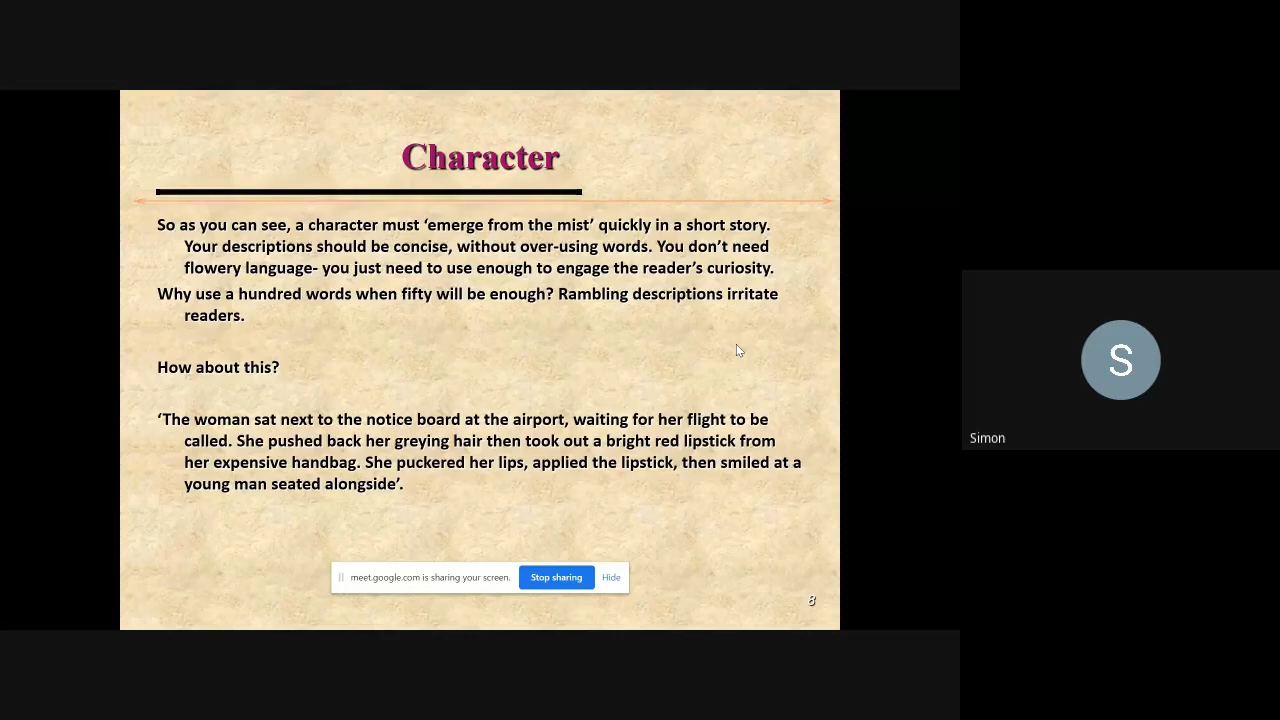 Character
So as you can see, a character must ‘emerge from the mist’ quickly in a short story.
Your descriptions should be concise, without over-using words. You don’t need
flowery language- you just need to use enough to engage the reader’s curiosity.
Why use a hundred words when fifty will be enough? Rambling descriptions irritate
readers.
How about this?
‘The woman sat next to the notice board at the airport, waiting for her flight to be
called. She pushed back her greying hair then took out a bright red lipstick from
her expensive handbag. She puckered her lips, applied the lipstick, then smiled at a
young man seated alongside’.
meet.google.com is sharing your screen.
Stop sharing
Hide
8
S
Simon